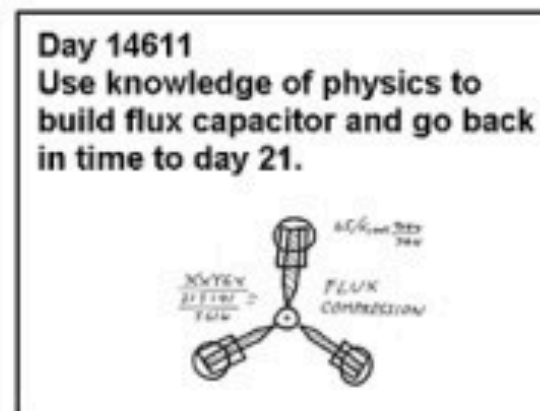 Day 14611
Use knowledge of physics to
build flux capacitor and go back
in time to day 21.
FLUX
COMPRESSION